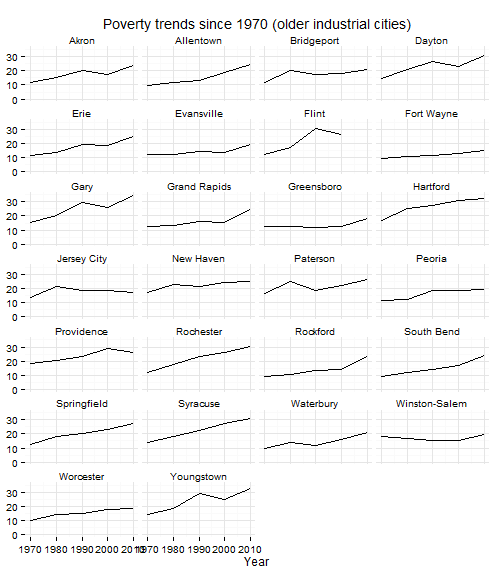 Poverty trends since 1970 (older industrial cities)
Akron Allentown Bridgeport Dayton
30
20
10
0
Erie Evansville Flint Fort Wayne
30
20
10
0
Gary Grand Rapids Greensboro Hartford
30
20
10
0
Jersey City New Haven Paterson Peoria
30
20
10
0
Providence Rochester Rockford South Bend
30
20
10
0
Springfield Syracuse Waterbury Winston-Salem
30
20
10
0
Worcester Youngstown
30
20
10
0
1970 1980 1990 2000 2010 1970 1980 1990 2000 2010
Year